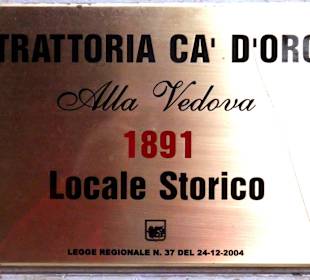 TRATTORIA CA' D'ORO
Alla Vedova
1891
Locale Storico
LEGGE REGIONALE N. 37 DEL 24-12-2004